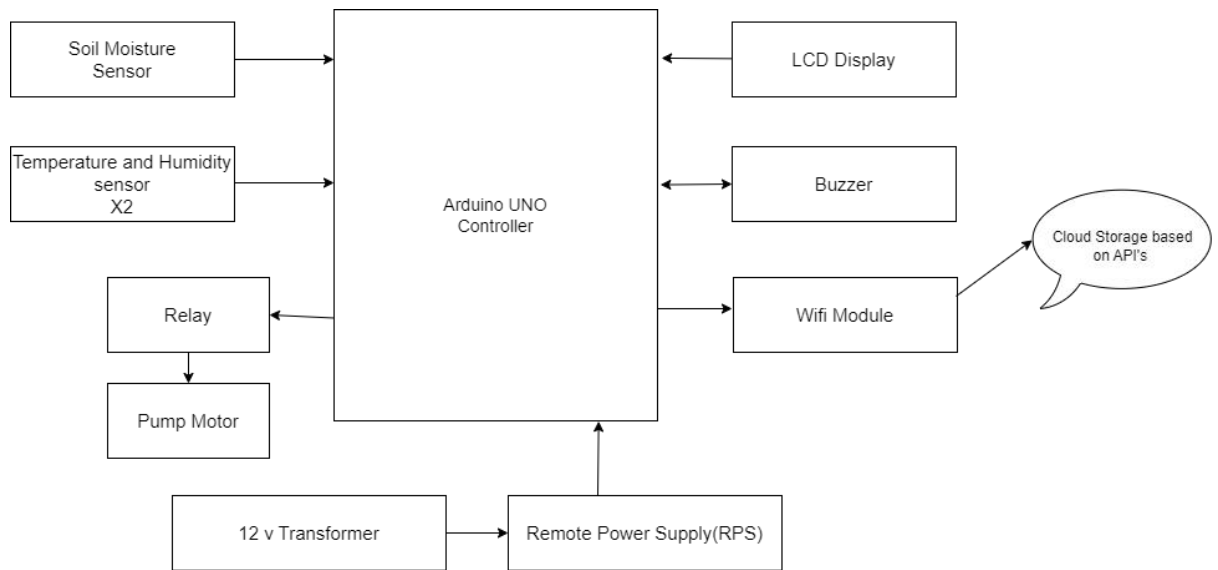 Soil Moisture
Sensor
LCD Display
Temperature and Humidity
sensor
X2
Arduino UNO
Controller
Buzzer
Cloud Storage based
on API's
Relay
Wifi Module
Pump Motor
12 v Transformer
Remote Power Supply(RPS)